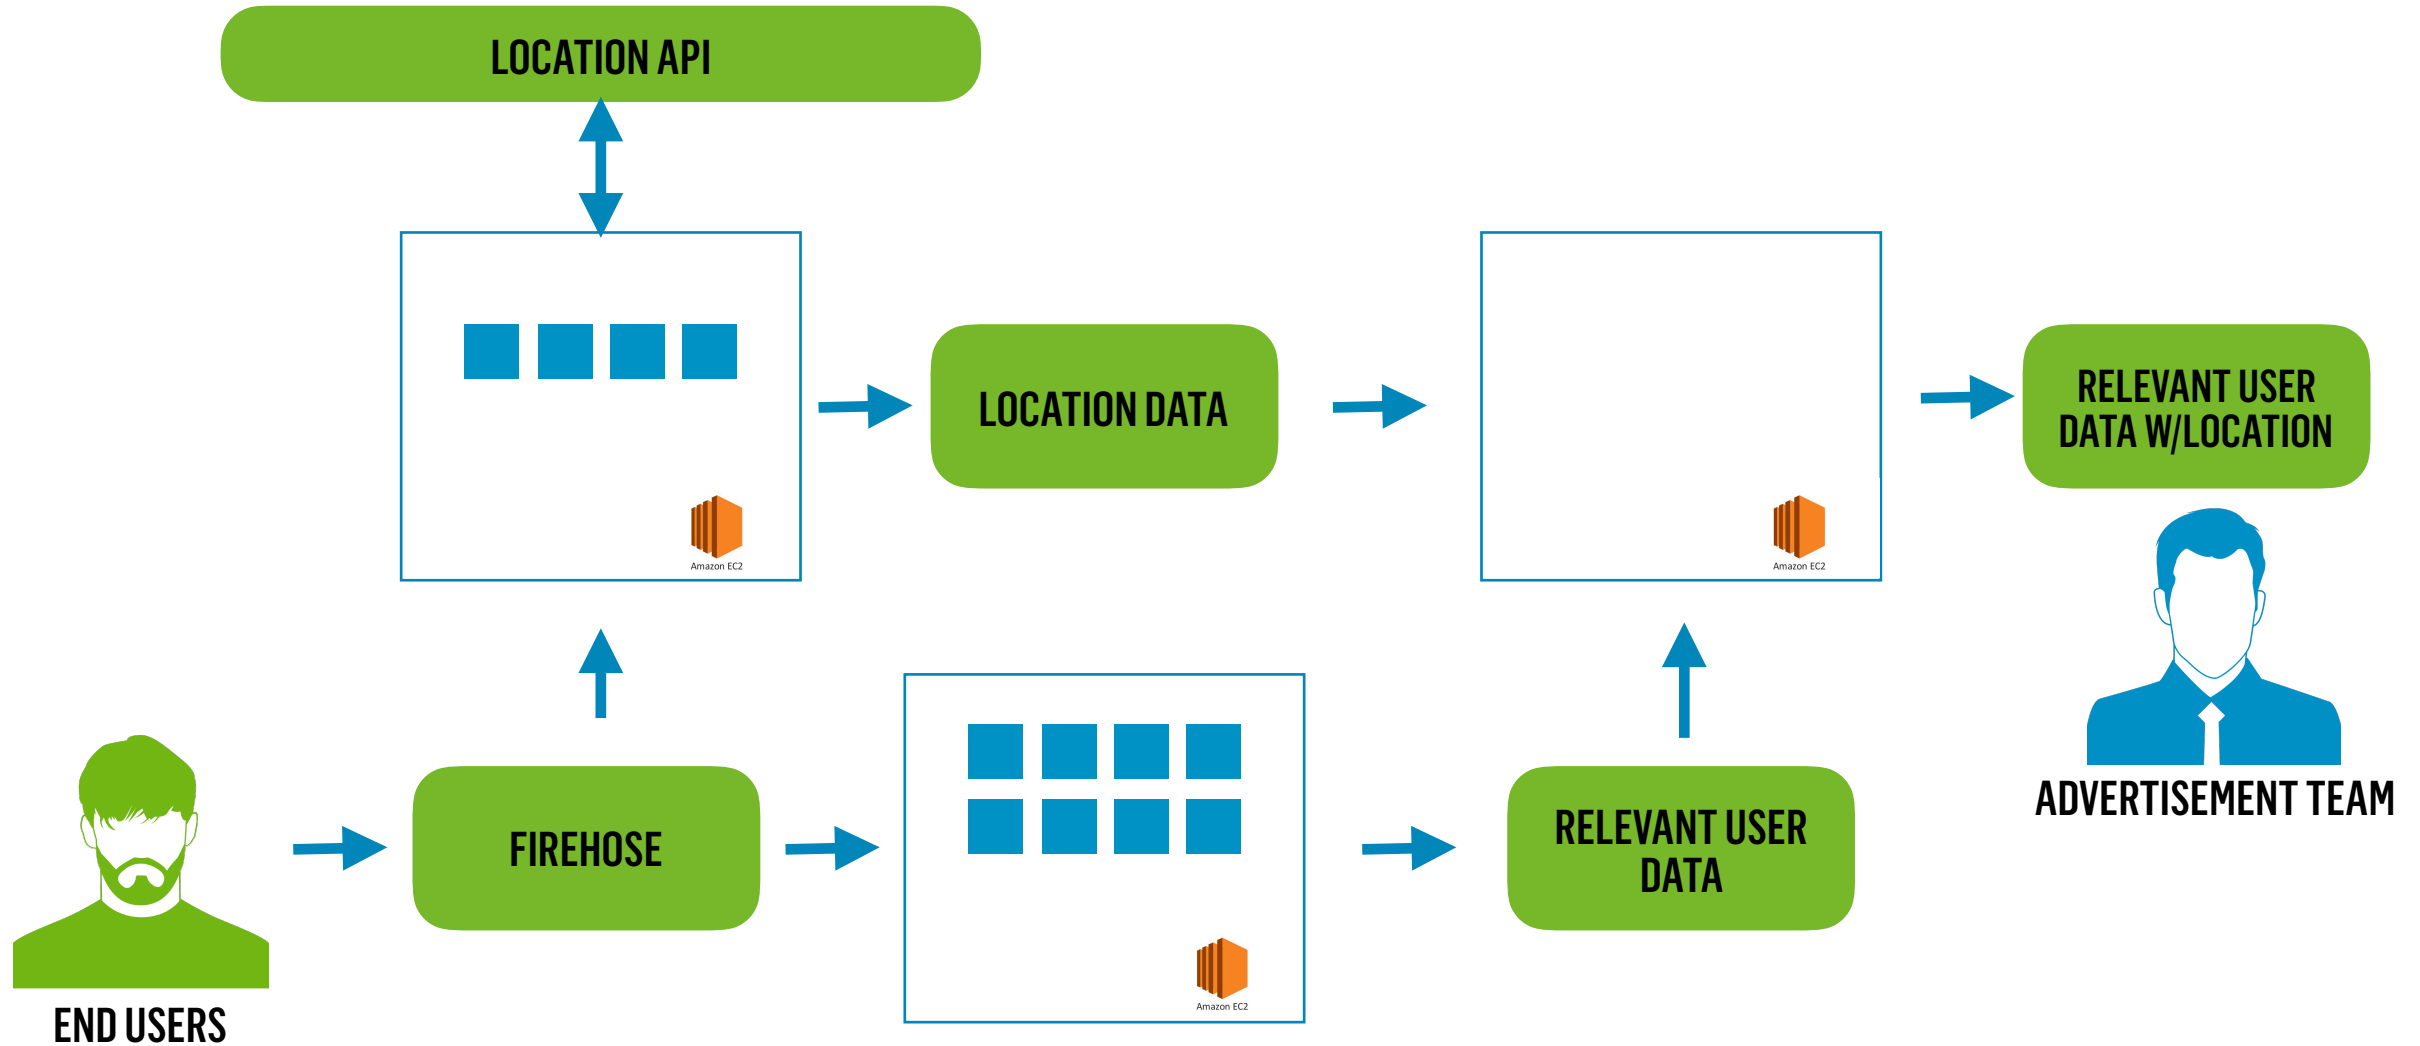 LOCATION API
LOCATION DATA
RELEVANT USER
DATA W/LOCATION
Amazon EC2
Amazon EC2
ADVERTISEMENT TEAM
FIREHOSE
RELEVANT USER
DATA
Amazon EC2
END USERS